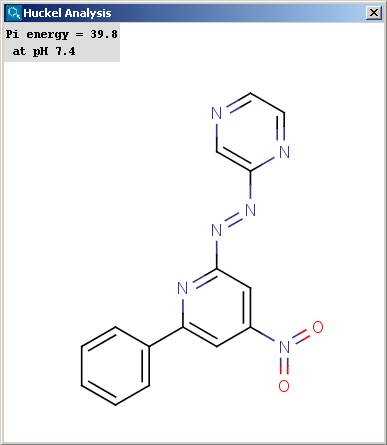 Huckel Analysis
Pi energy = 39.8
at pH 7.4
N
N
N
N
N
N
O
O